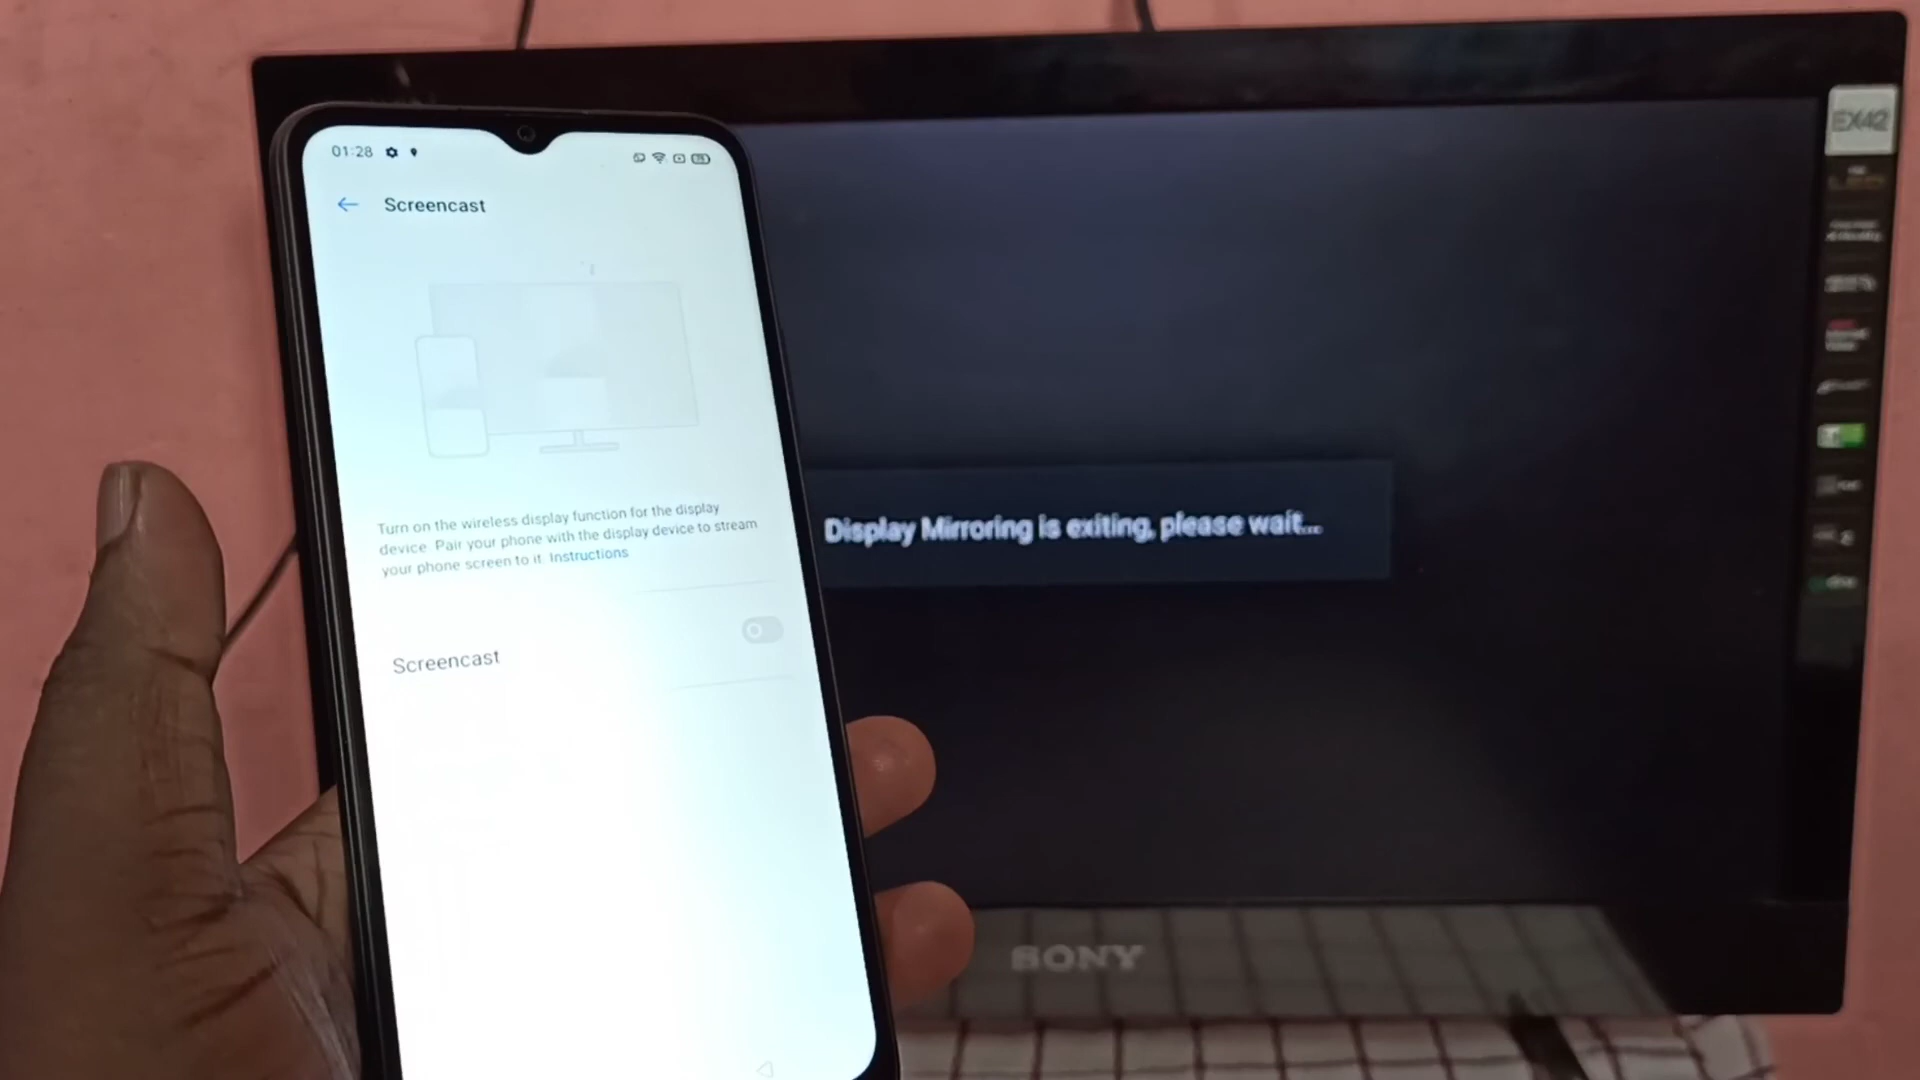 01:28
Screencast
Turn on the wireless display function for the display
device. Pair your phone with the display device to stream
your phone screen to it. Instructions
Screencast
Display Mirroring is exiting, please wait...
EX42
SONY